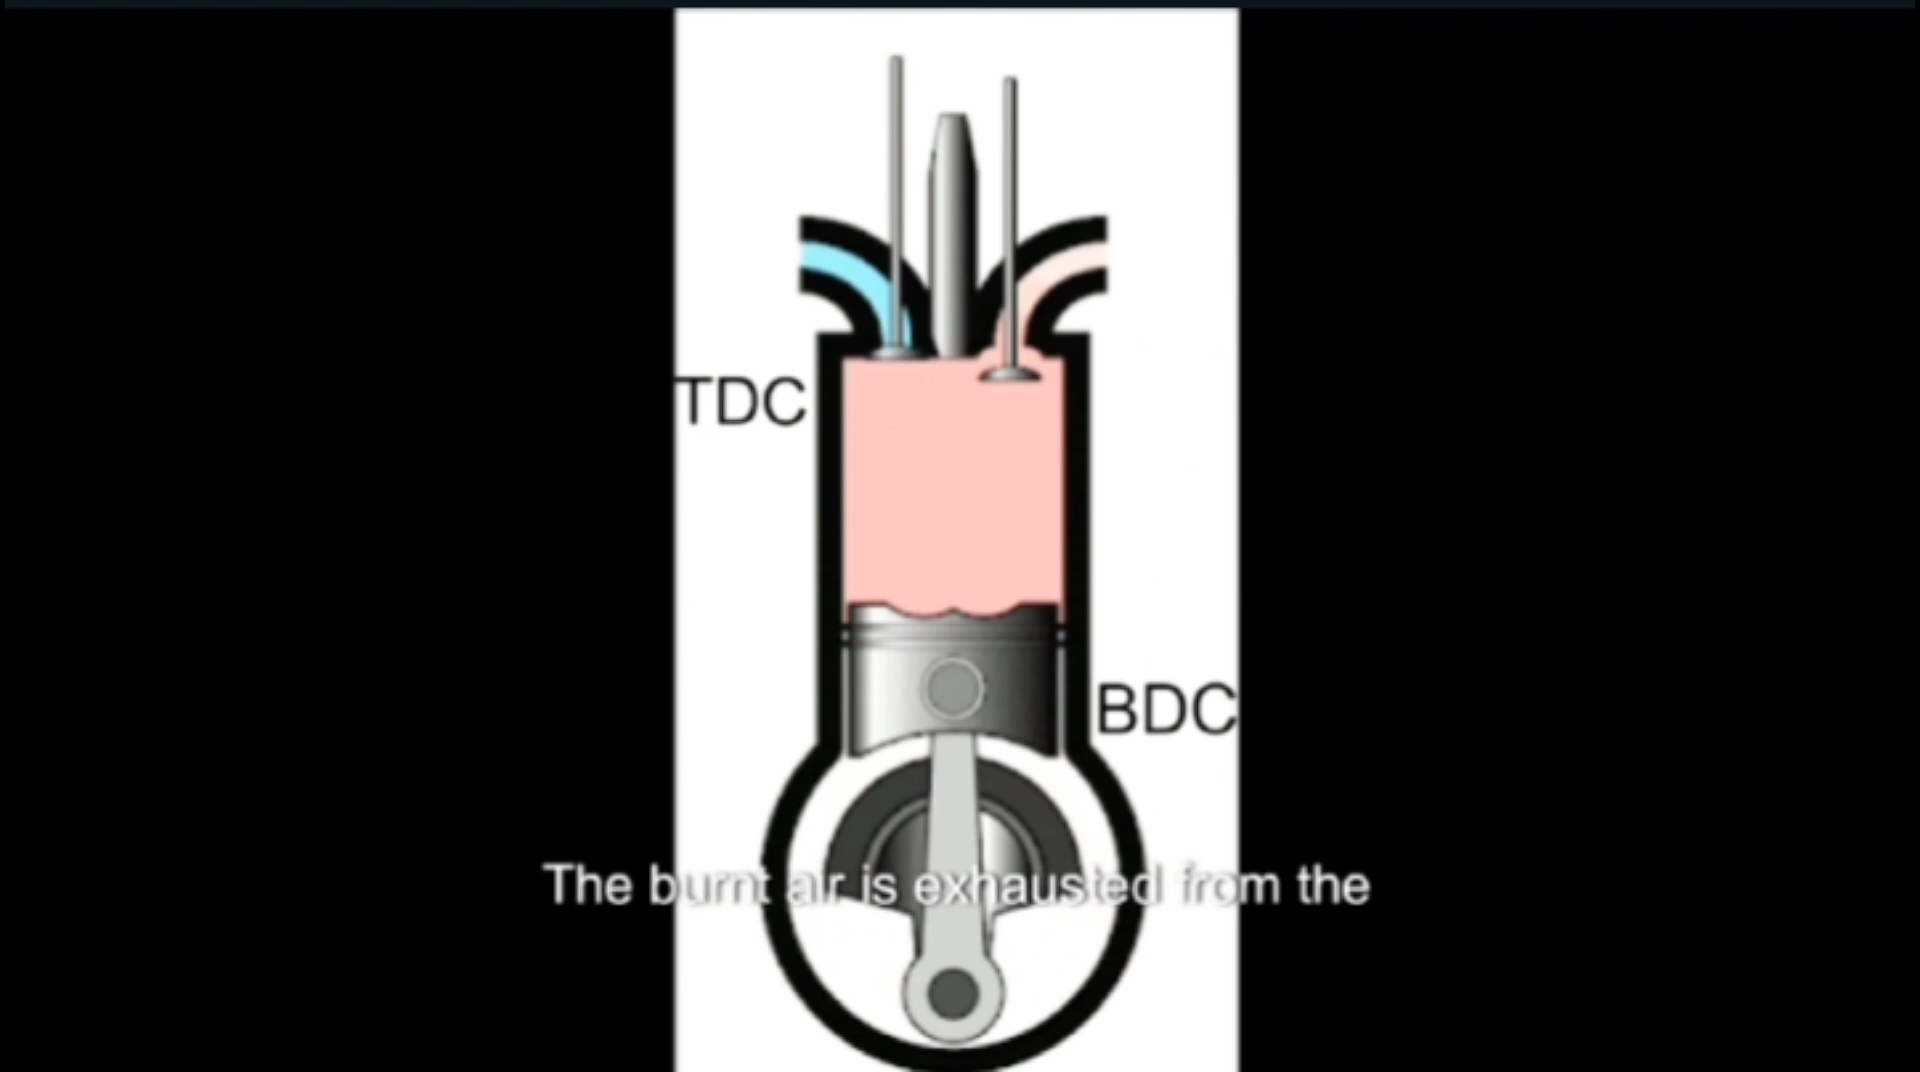 TDC
BDC
The burnt air is exhausted from the